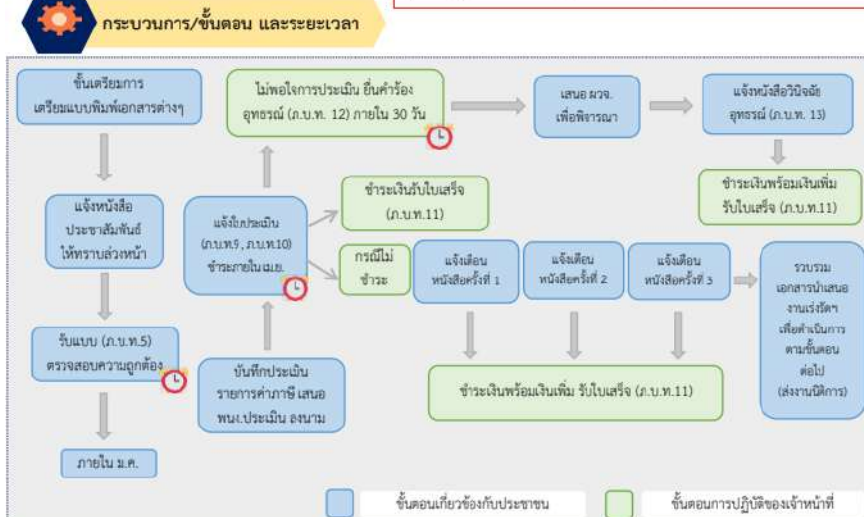 กระบวนการ/ขั้นตอน และระยะเวลา
ขั้นเตรียมการ
เตรียมแบบพิมพ์เอกสารต่างๆ
ไม่พอใจการประเมิน ยื่นคำร้อง
อุทธรณ์ (ภ.บ.ท. 12) ภายใน 30 วัน
เสนอ ผวจ.
เพื่อพิจารณา
แจ้งหนังสือวินิจฉัย
อุทธรณ์ (ภ.บ.ท. 13)
ชำระเงินพร้อมเงินเพิ่ม
รับใบเสร็จ (ภ.บ.ท.11)
แจ้งหนังสือ
ประชาสัมพันธ์
ให้ทราบล่วงหน้า
แจ้งใบประเมิน
(ภ.บ.ท.9 , ภ.บ.ท.10)
ชำระภายใน เม.ย.
ชำระเงินรับใบเสร็จ
(ภ.บ.ท.11)
กรณีไม่
ชำระ
แจ้งเตือน
หนังสือครั้งที่ 1
แจ้งเตือน
หนังสือครั้งที่ 2
แจ้งเตือน
หนังสือครั้งที่ 3
รวบรวม
เอกสารนำเสนอ
งานเร่งรัดฯ
เพื่อดำเนินการ
ตามขั้นตอน
ต่อไป
(ส่งงานนิติการ)
รับแบบ (ภ.บ.ท.5)
ตรวจสอบความถูกต้อง
บันทึกประเมิน
รายการค่าภาษี เสนอ
พนง.ประเมิน ลงนาม
ชำระเงินพร้อมเงินเพิ่ม รับใบเสร็จ (ภ.บ.ท.11)
ภายใน ม.ค.
ขั้นตอนเกี่ยวข้องกับประชาชน
ขั้นตอนการปฏิบัติของเจ้าหน้าที่